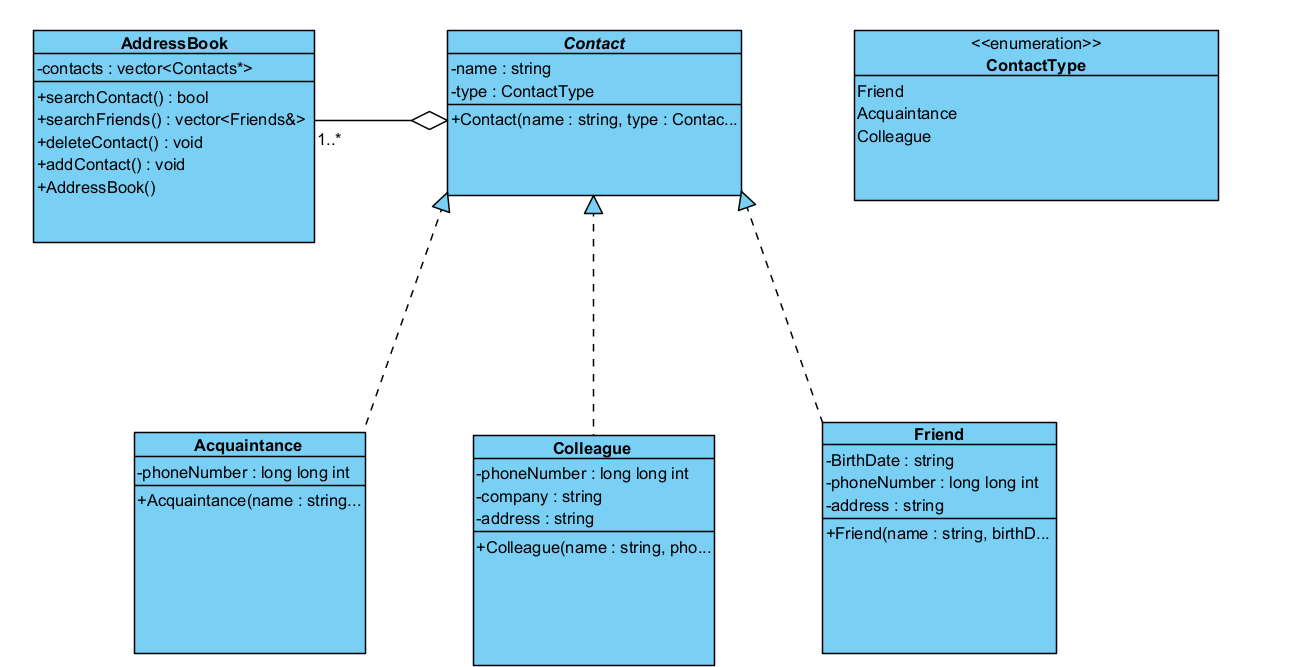 AddressBook
-contacts : vector<Contacts*>
+searchContact() : bool
+searchFriends() : vector<Friends&>
+deleteContact() : void
+addContact() : void
+AddressBook()
1..*
Contact
-name : string
-type : ContactType
+Contact(name : string, type : Contac...
<<enumeration>>
ContactType
Friend
Acquaintance
Colleague
Acquaintance
-phoneNumber : long long int
+Acquaintance(name : string...
Colleague
-phoneNumber : long long int
-company : string
-address : string
+Colleague(name : string, pho...
Friend
-BirthDate : string
-phoneNumber : long long int
-address : string
+Friend(name : string, birthD...